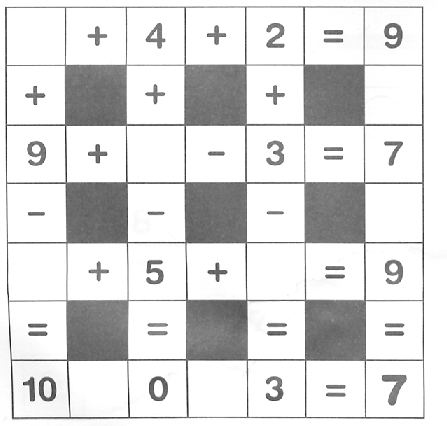 + 4 + 2 = 9
+ + +
9 + - 3 = 7
- - -
+ 5 + = 9
= = = =
10 0 3 = 7